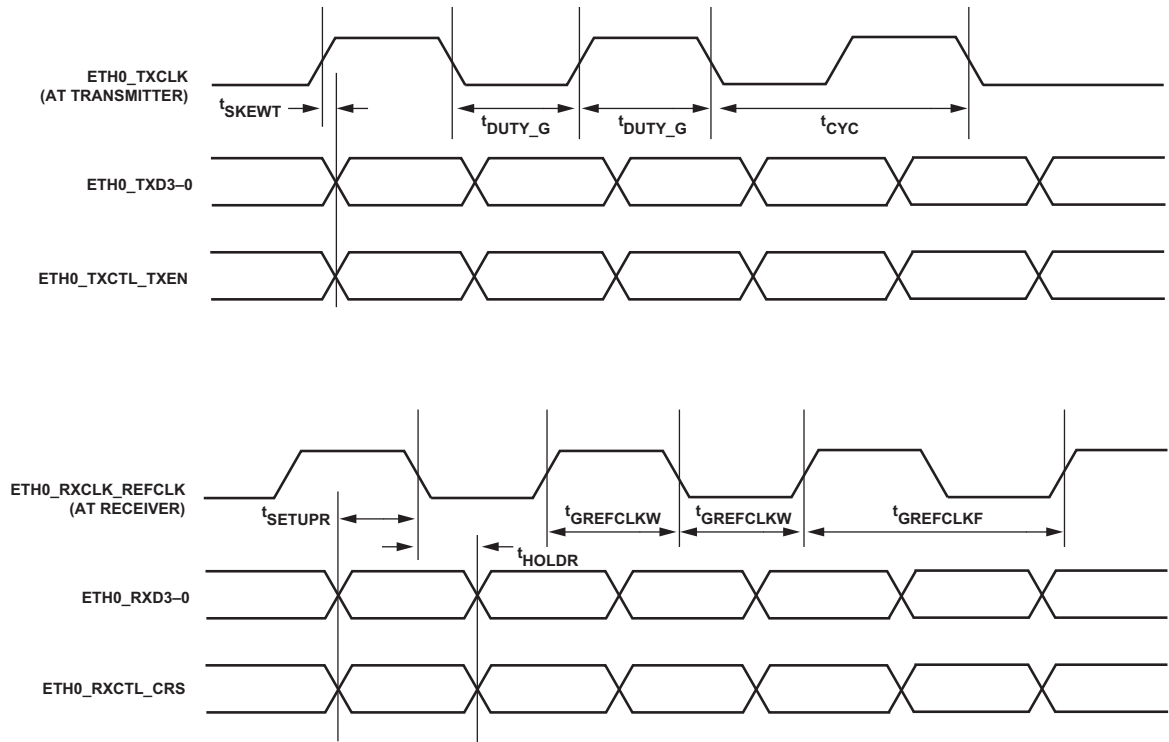 ETH0_TXCLK
(AT TRANSMITTER)
tSKEWT
tDUTY_G
tDUTY_G
tCYC
ETH0_TXD3–0
ETH0_TXCTL_TXEN
ETH0_RXCLK_REFCLK
(AT RECEIVER)
tSETUPR
tGREFCLKW
tGREFCLKW
tGREFCLKF
tHOLDR
ETH0_RXD3–0
ETH0_RXCTL_CRS